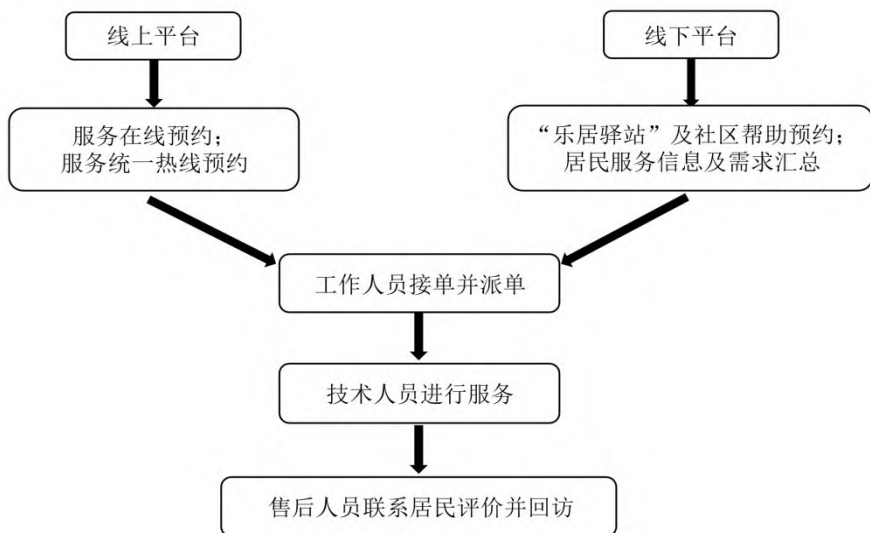 线上平台
线下平台
服务在线预约；
服务统一热线预约
“乐居驿站”及社区帮助预约；
居民服务信息及需求汇总
工作人员接单并派单
技术人员进行服务
售后人员联系居民评价并回访